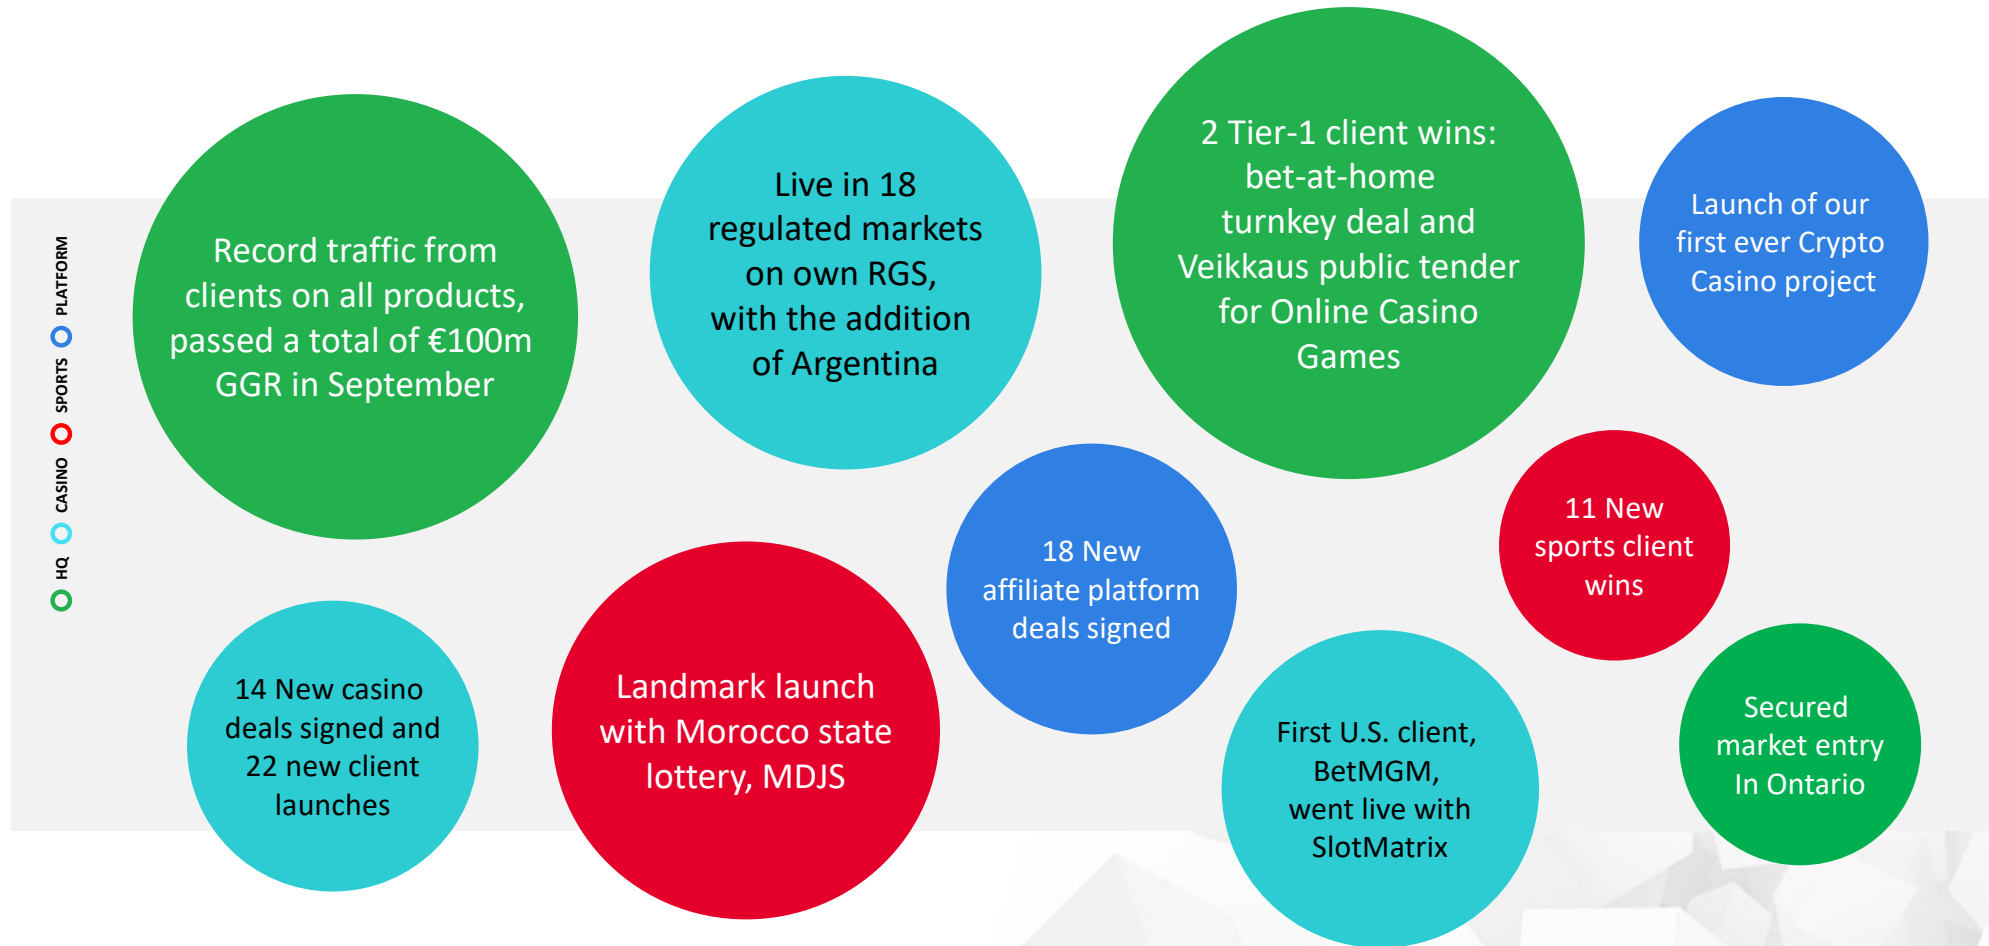 PLATFORM
SPORTS
CASINO
HQ
Record traffic from
clients on all products,
passed a total of €100m
GGR in September
Live in 18
regulated markets
on own RGS,
with the addition
of Argentina
2 Tier-1 client wins:
bet-at-home
turnkey deal and
Veikkaus public tender
for Online Casino
Games
Launch of our
first ever Crypto
Casino project
14 New casino
deals signed and
22 new client
launches
Landmark launch
with Morocco state
lottery, MDJS
18 New
affiliate platform
deals signed
First U.S. client,
BetMGM,
went live with
SlotMatrix
11 New
sports client
wins
Secured
market entry
In Ontario